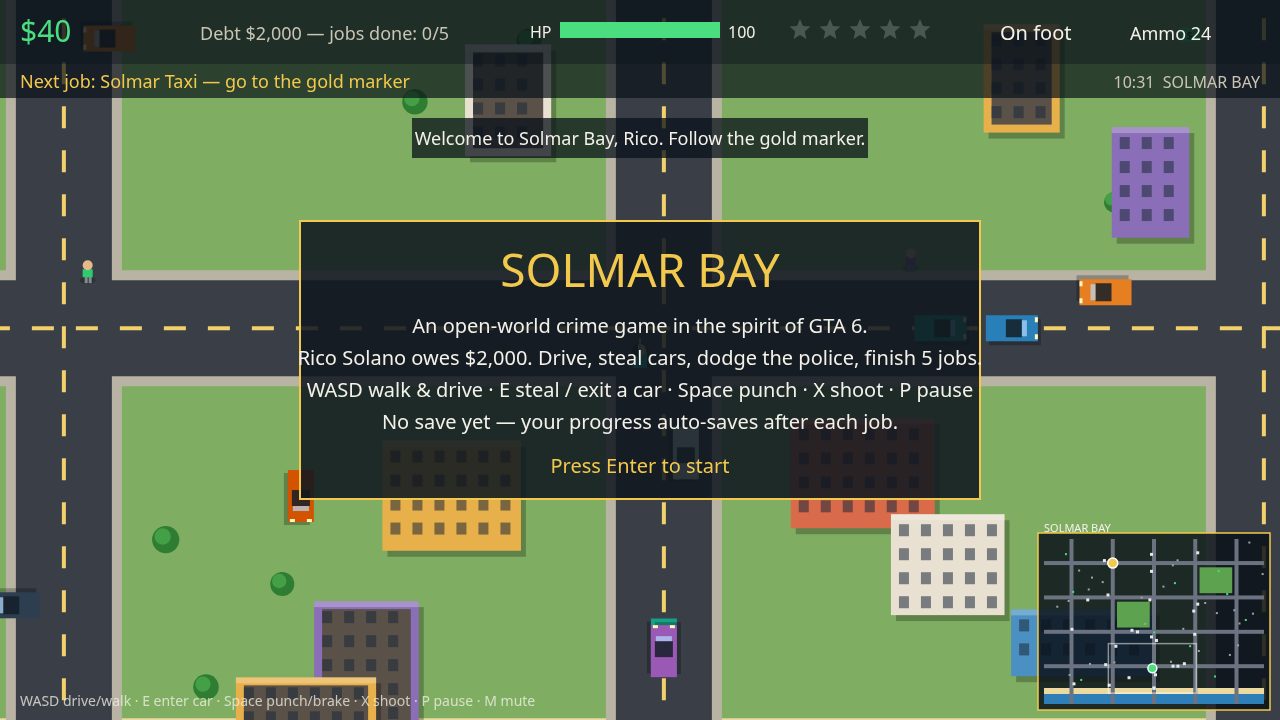 $40 Debt $2,000 — jobs done: 0/5 HP 100 On foot Ammo 24
Next job: Solmar Taxi — go to the gold marker 10:31 SOLMAR BAY
Welcome to Solmar Bay, Rico. Follow the gold marker.
SOLMAR BAY
An open-world crime game in the spirit of GTA 6.
Rico Solano owes $2,000. Drive, steal cars, dodge the police, finish 5 jobs.
WASD walk & drive · E steal / exit a car · Space punch · X shoot · P pause
No save yet — your progress auto-saves after each job.
Press Enter to start
SOLMAR BAY
WASD drive/walk · E enter car · Space punch/brake · X shoot · P pause · M mute